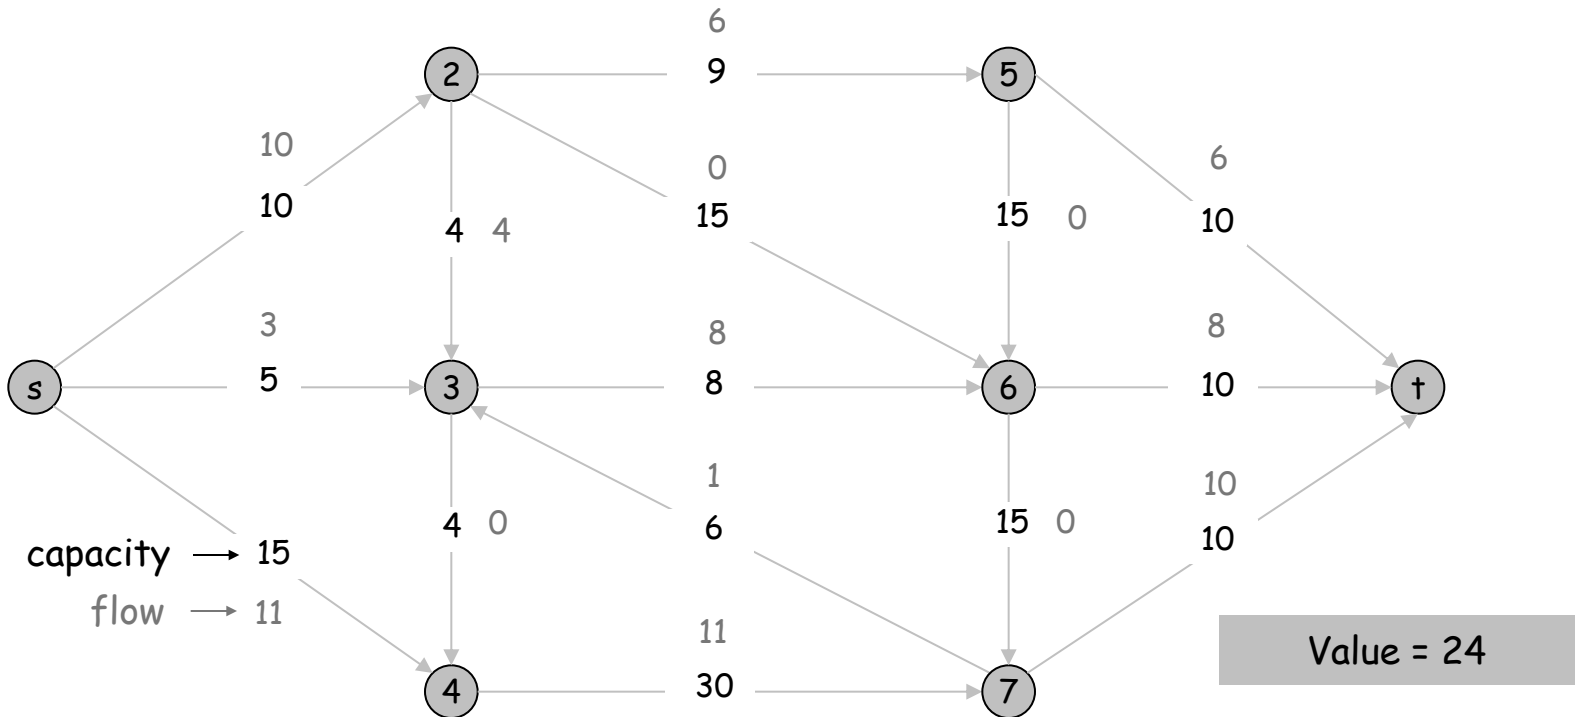 6
2 9 5
10 0 6
10 15 4 4 15 0 10
3 8 8
s 5 3 8 6 10 t
1 10
4 0 6 15 0 10
capacity → 15
flow → 11
11
4 30 7
Value = 24